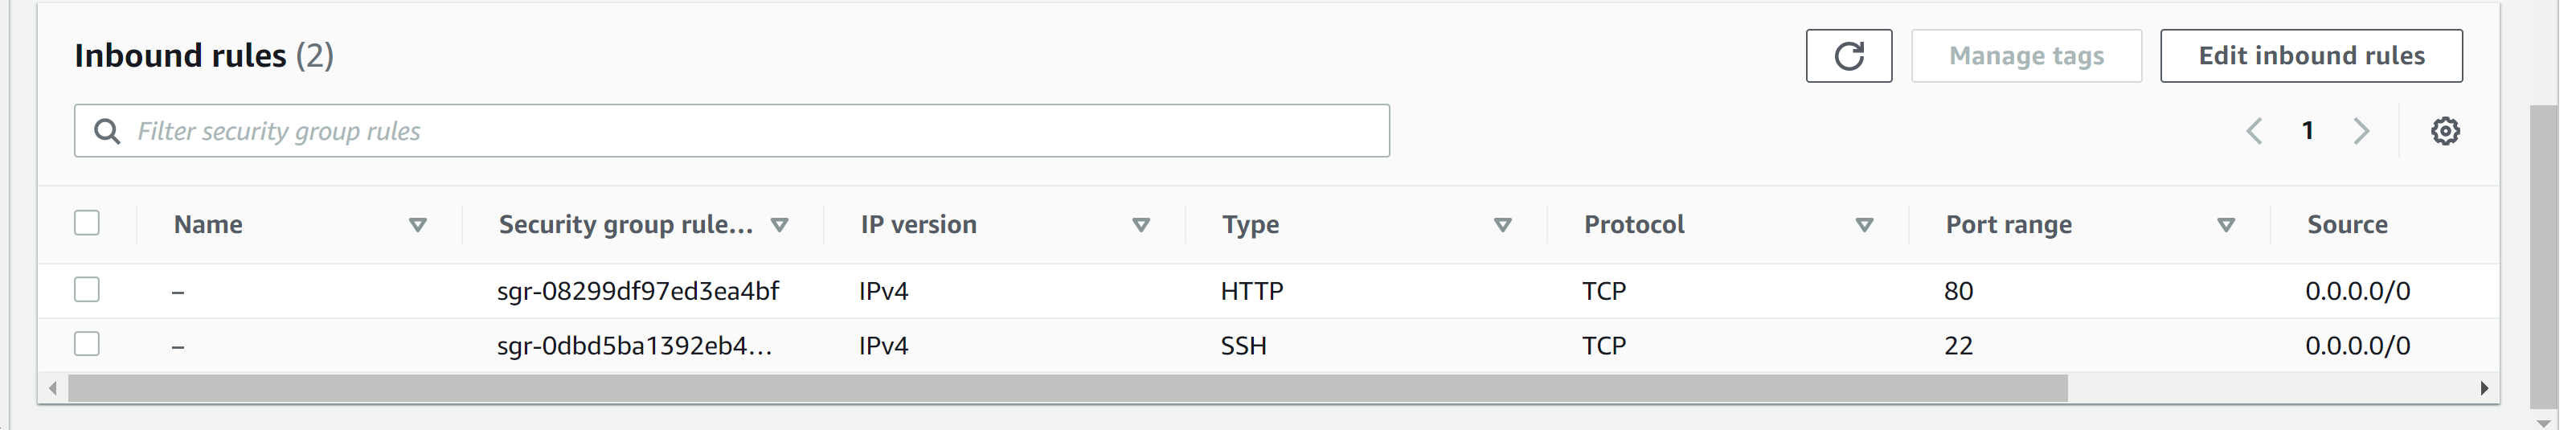 Inbound rules (2)
Manage tags
Edit inbound rules
Filter security group rules
1
Name Security group rule... IP version Type Protocol Port range Source
– sgr-08299df97ed3ea4bf IPv4 HTTP TCP 80 0.0.0.0/0
– sgr-0dbd5ba1392eb4... IPv4 SSH TCP 22 0.0.0.0/0